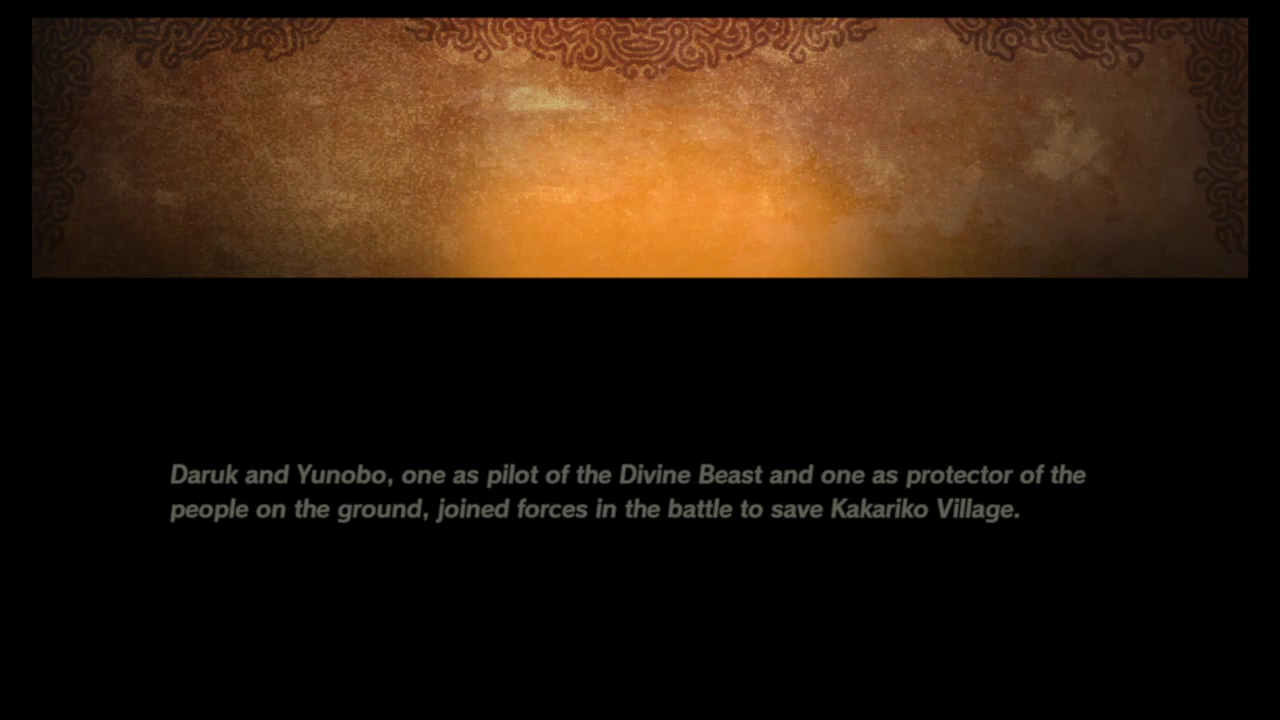 Daruk and Yunobo, one as pilot of the Divine Beast and one as protector of the
people on the ground, joined forces in the battle to save Kakariko Village.